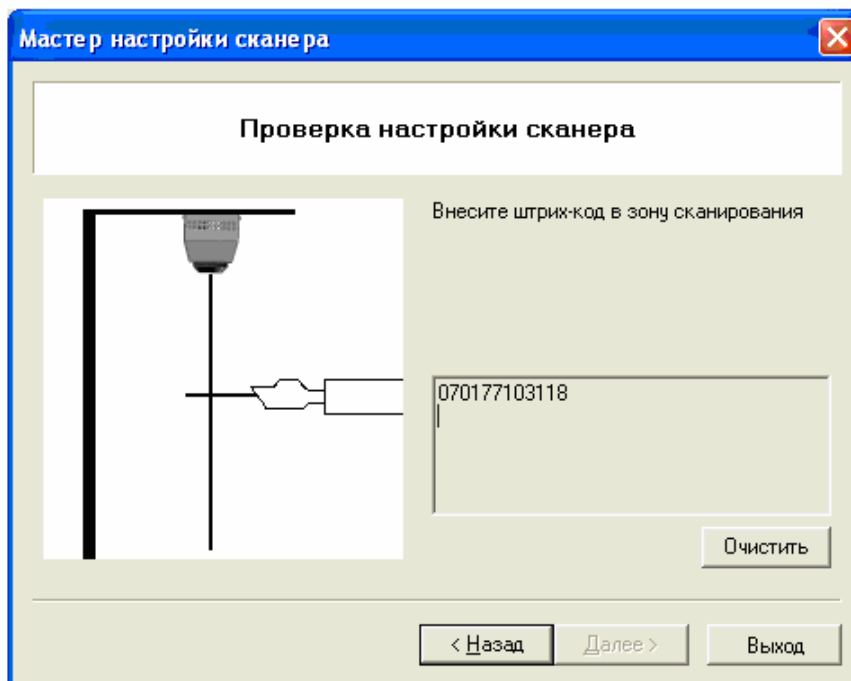 Мастер настройки сканера
Проверка настройки сканера
Внесите штрих-код в зону сканирования
070177103118
Очистить
< Назад
Далее >
Выход